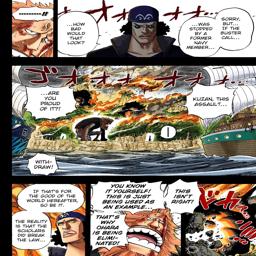 SORRY,
BUT...
IF THE
BUSTER
CALL...
...WAS
STOPPED BY
A FORMER
NAVY
MEMBER...
...HOW
BAD
WOULD
THAT
LOOK?
..........!!
KUZAN, THIS
ASSAULT...
...ARE
YOU
PROUD
OF IT?!
WITH-
DRAW!
THIS
ISN'T
RIGHT!
YOU KNOW
IT YOURSELF!
THIS IS JUST
BEING USED AS
AN EXAMPLE...
THAT'S
WHY
OHARA
IS BEING
ELIMI-
NATED!
IF THAT'S
FOR THE GOOD
OF THE WORLD
HEREAFTER,
SO BE IT.
THE REALITY
IS THAT THE
SCHOLARS
DID BREAK
THE LAW...